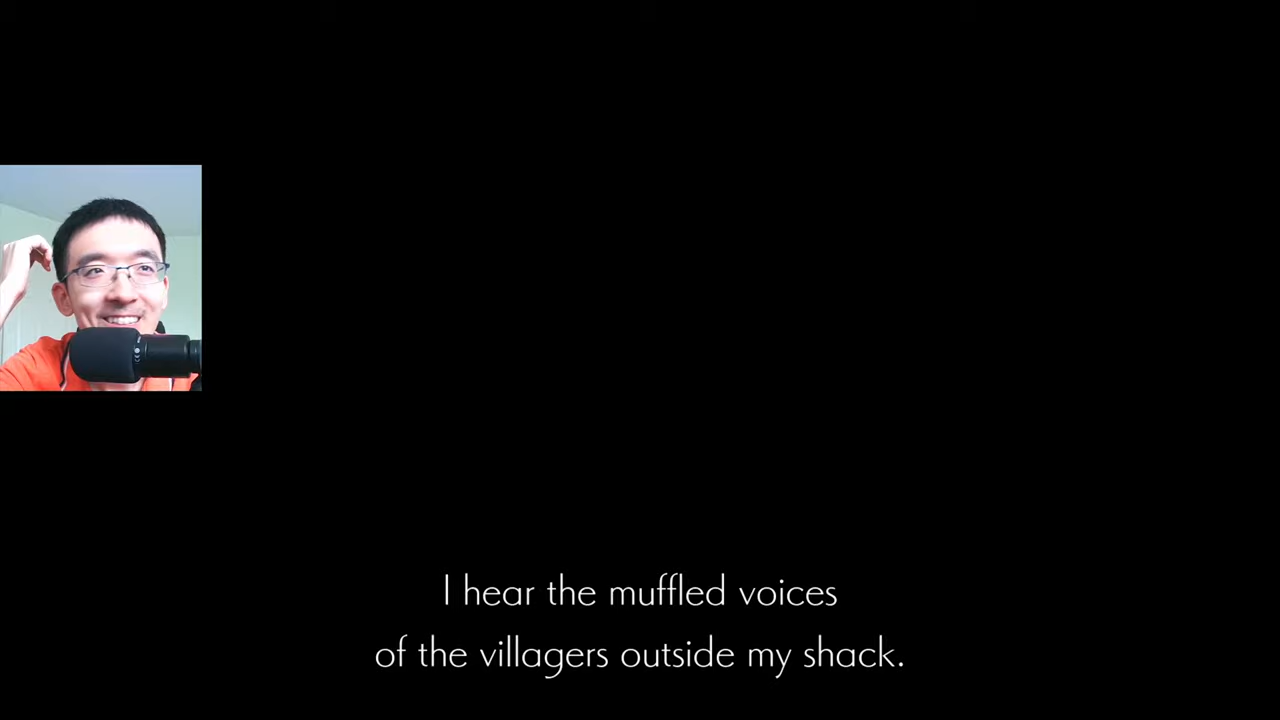 I hear the muffled voices
of the villagers outside my shack.